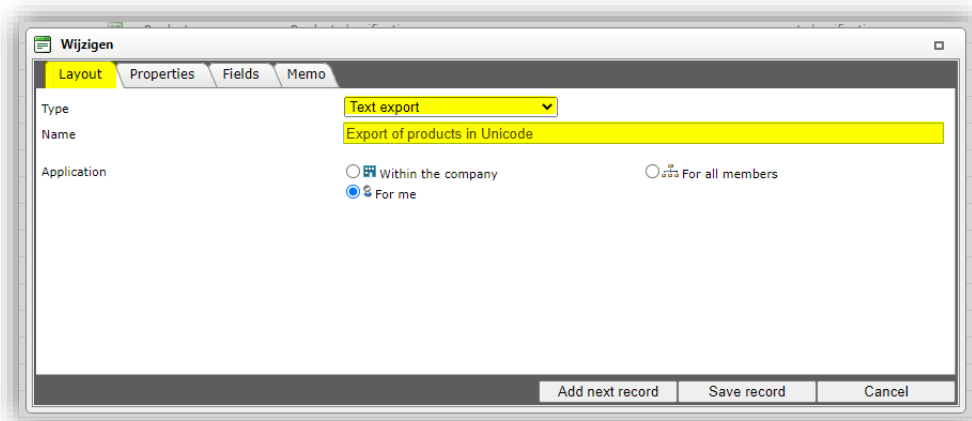 Wijzigen
Layout Properties Fields Memo
Type Text export
Name Export of products in Unicode
Application Within the company For all members
For me
Add next record Save record Cancel